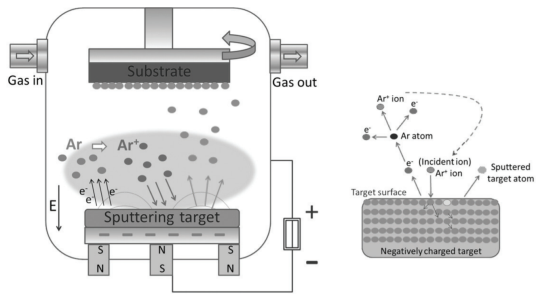 Gas in
Substrate
Gas out
Ar Ar⁺
e⁻
e⁻
e⁻
E
Sputtering target
+
−
S N S
N S N
Ar⁺ ion
e⁻
e⁻
Ar atom
e⁻
(Incident ion)
Ar⁺ ion
Sputtered
target atom
Target surface
Negatively charged target